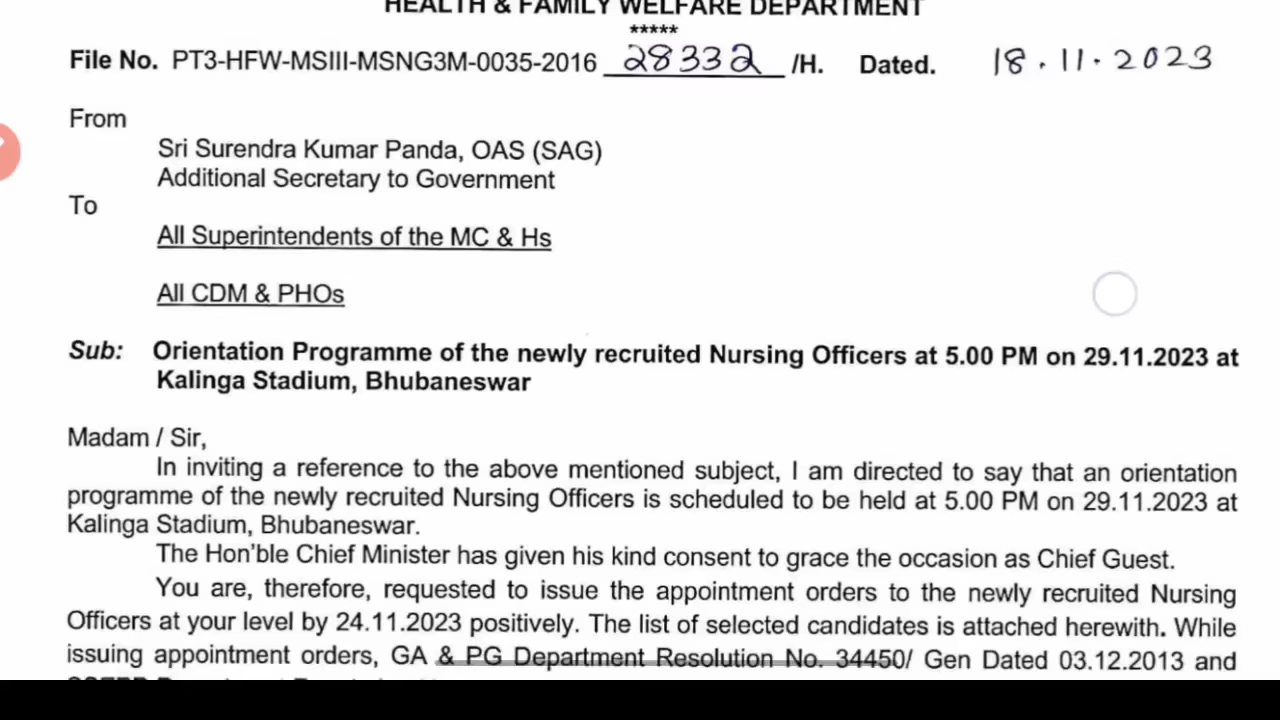 HEALTH & FAMILY WELFARE DEPARTMENT
*****
File No. PT3-HFW-MSIII-MSNG3M-0035-2016 28332 /H. Dated. 18.11.2023
From
Sri Surendra Kumar Panda, OAS (SAG)
Additional Secretary to Government
To
All Superintendents of the MC & Hs
All CDM & PHOs
Sub: Orientation Programme of the newly recruited Nursing Officers at 5.00 PM on 29.11.2023 at
Kalinga Stadium, Bhubaneswar
Madam / Sir,
In inviting a reference to the above mentioned subject, I am directed to say that an orientation
programme of the newly recruited Nursing Officers is scheduled to be held at 5.00 PM on 29.11.2023 at
Kalinga Stadium, Bhubaneswar.
The Hon'ble Chief Minister has given his kind consent to grace the occasion as Chief Guest.
You are, therefore, requested to issue the appointment orders to the newly recruited Nursing
Officers at your level by 24.11.2023 positively. The list of selected candidates is attached herewith. While
issuing appointment orders, GA & PG Department Resolution No. 34450/ Gen Dated 03.12.2013 and